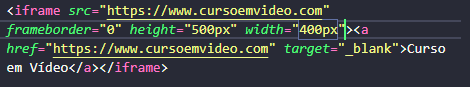 <iframe src="https://www.cursoemvideo.com"
frameborder="0" height="500px" width="400px"><a
href="https://www.cursoemvideo.com" target="_blank">Curso
em Vídeo</a></iframe>